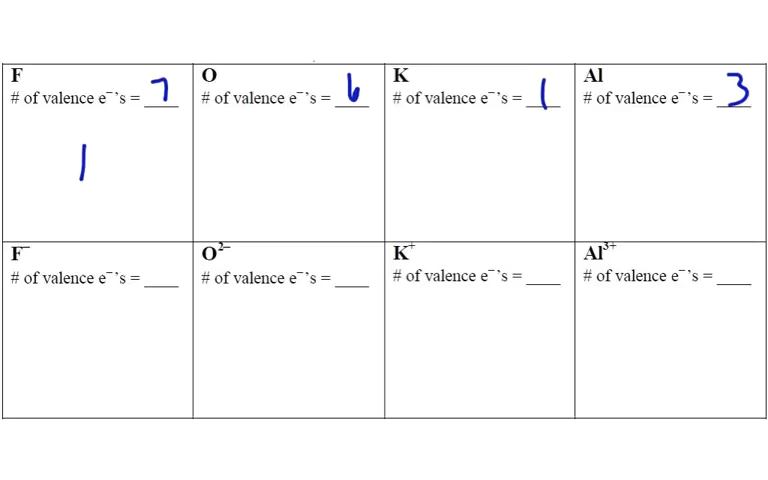 F
# of valence e⁻'s = 7
O
# of valence e⁻'s = 6
K
# of valence e⁻'s = 1
Al
# of valence e⁻'s = 3
1
F⁻
# of valence e⁻'s = ____
O²⁻
# of valence e⁻'s = ____
K⁺
# of valence e⁻'s = ____
Al³⁺
# of valence e⁻'s = ____